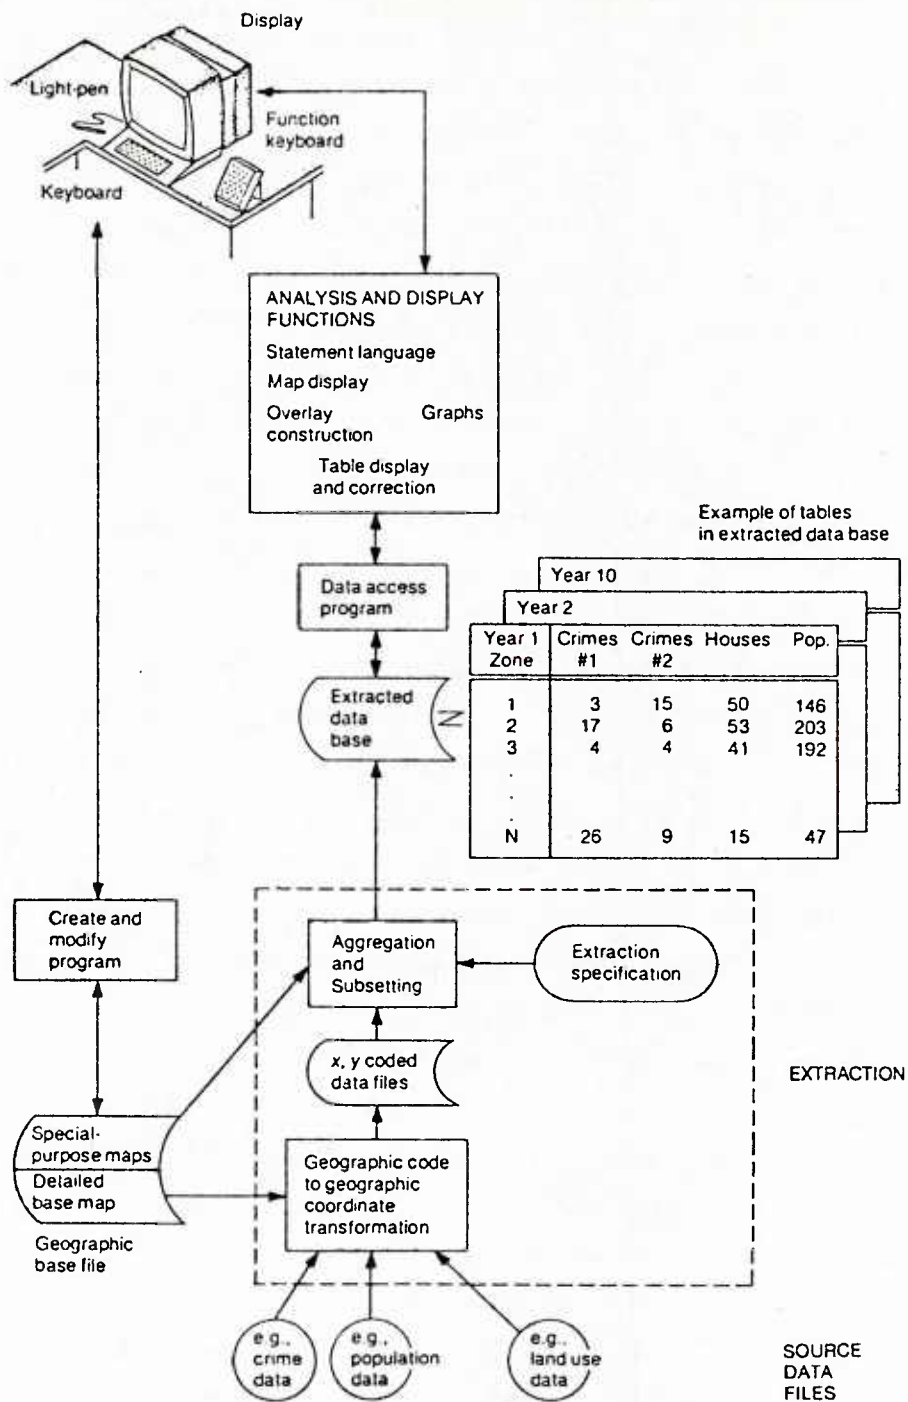 Display
Light-pen
Function
keyboard
Keyboard
ANALYSIS AND DISPLAY
FUNCTIONS
Statement language
Map display
Overlay Graphs
construction
Table display
and correction
Example of tables
in extracted data base
Data access
program
Year 10
Year 2
Year 1 Crimes Crimes Houses Pop.
Zone #1 #2
1 3 15 50 146
2 17 6 53 203
3 4 4 41 192
.
.
.
N 26 9 15 47
Extracted
data
base
N
Create and
modify
program
Aggregation
and
Subsetting
Extraction
specification
x, y coded
data files
EXTRACTION
Special-
purpose maps
Detailed
base map
Geographic
base file
Geographic code
to geographic
coordinate
transformation
e.g.,
crime
data
e.g.,
population
data
e.g.,
land use
data
SOURCE
DATA
FILES